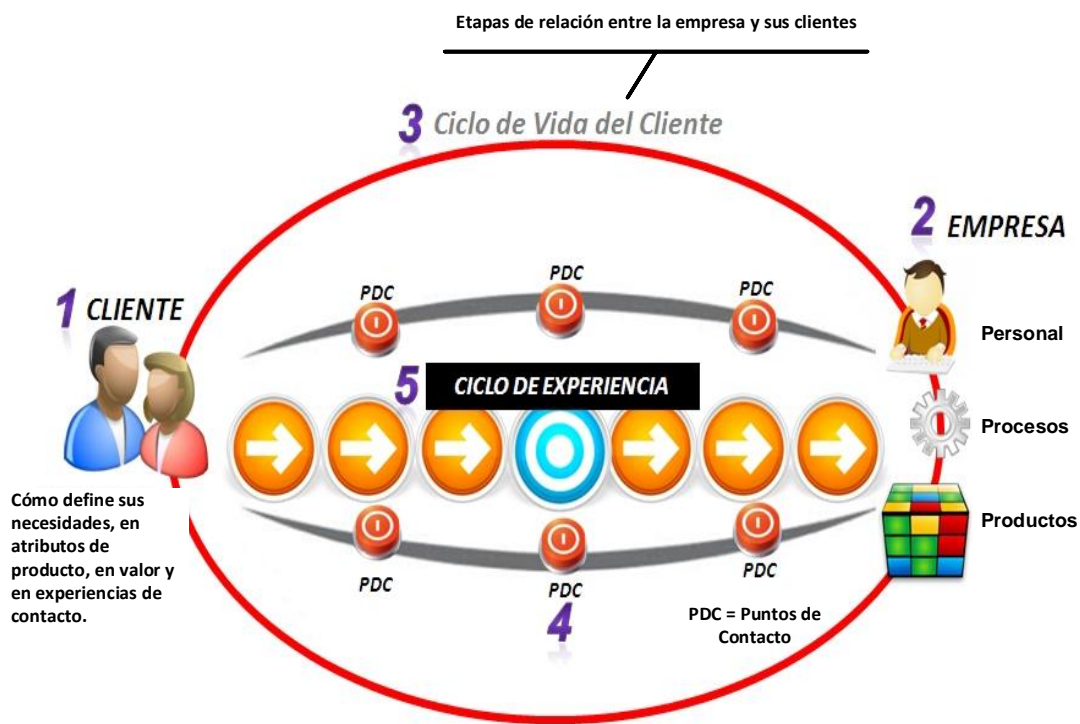 Etapas de relación entre la empresa y sus clientes
3 Ciclo de Vida del Cliente
2 EMPRESA
1 CLIENTE
PDC
PDC
PDC
Personal
5 CICLO DE EXPERIENCIA
Procesos
Cómo define sus
necesidades, en
atributos de
producto, en valor y
en experiencias de
contacto.
Productos
PDC
PDC
PDC
4
PDC = Puntos de
Contacto